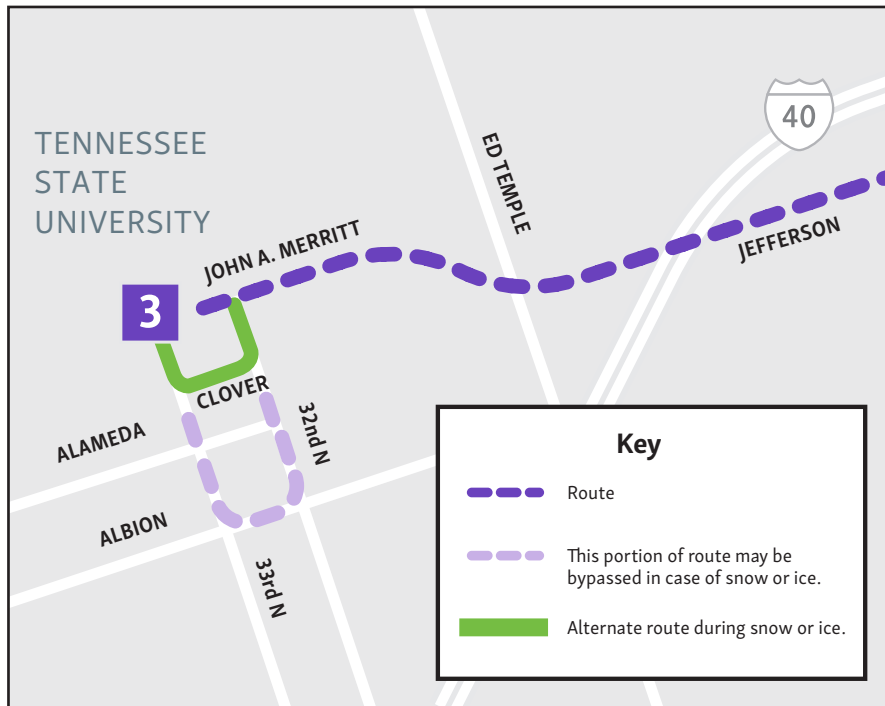 TENNESSEE
STATE
UNIVERSITY
ED TEMPLE
40
JOHN A. MERRITT
JEFFERSON
3
CLOVER
32nd N
ALAMEDA
ALBION
33rd N
Key
Route
This portion of route may be
bypassed in case of snow or ice.
Alternate route during snow or ice.